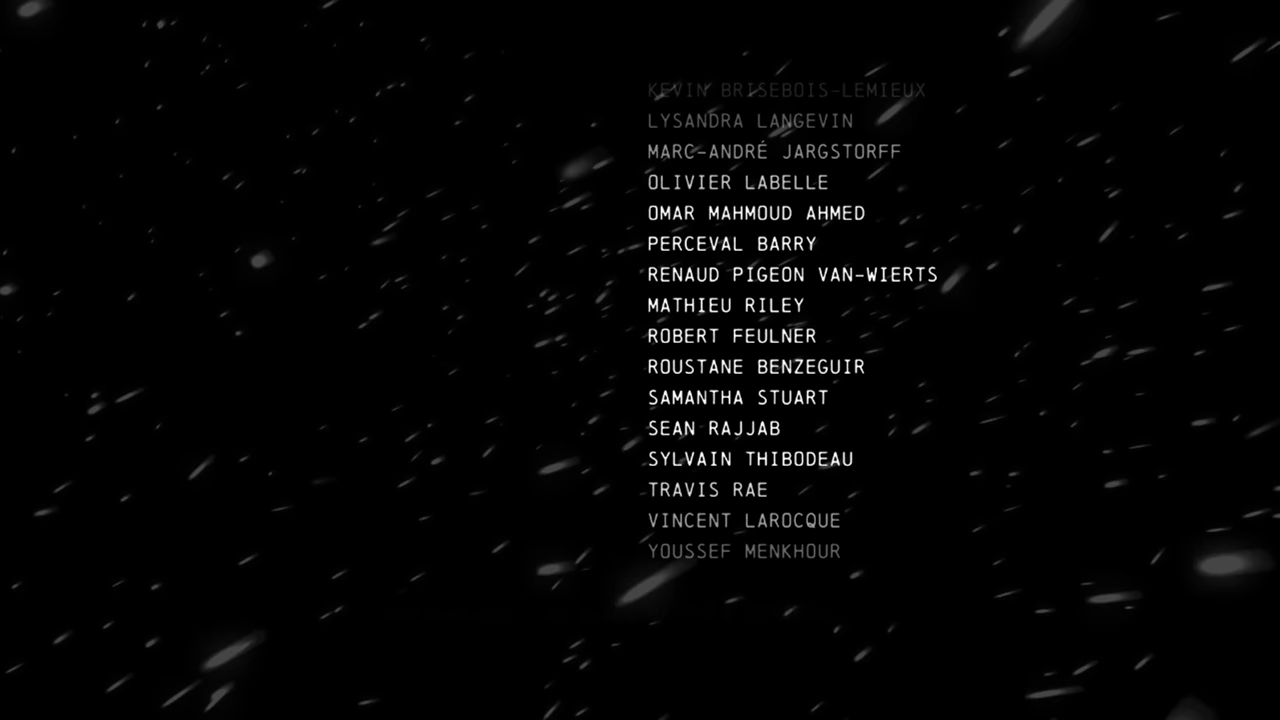 KEVIN BRISEBOIS-LEMIEUX
LYSANDRA LANGEVIN
MARC-ANDRÉ JARGSTORFF
OLIVIER LABELLE
OMAR MAHMOUD AHMED
PERCEVAL BARRY
RENAUD PIGEON VAN-WIERTS
MATHIEU RILEY
ROBERT FEULNER
ROUSTANE BENZEGUIR
SAMANTHA STUART
SEAN RAJJAB
SYLVAIN THIBODEAU
TRAVIS RAE
VINCENT LAROCQUE
YOUSSEF MENKHOUR